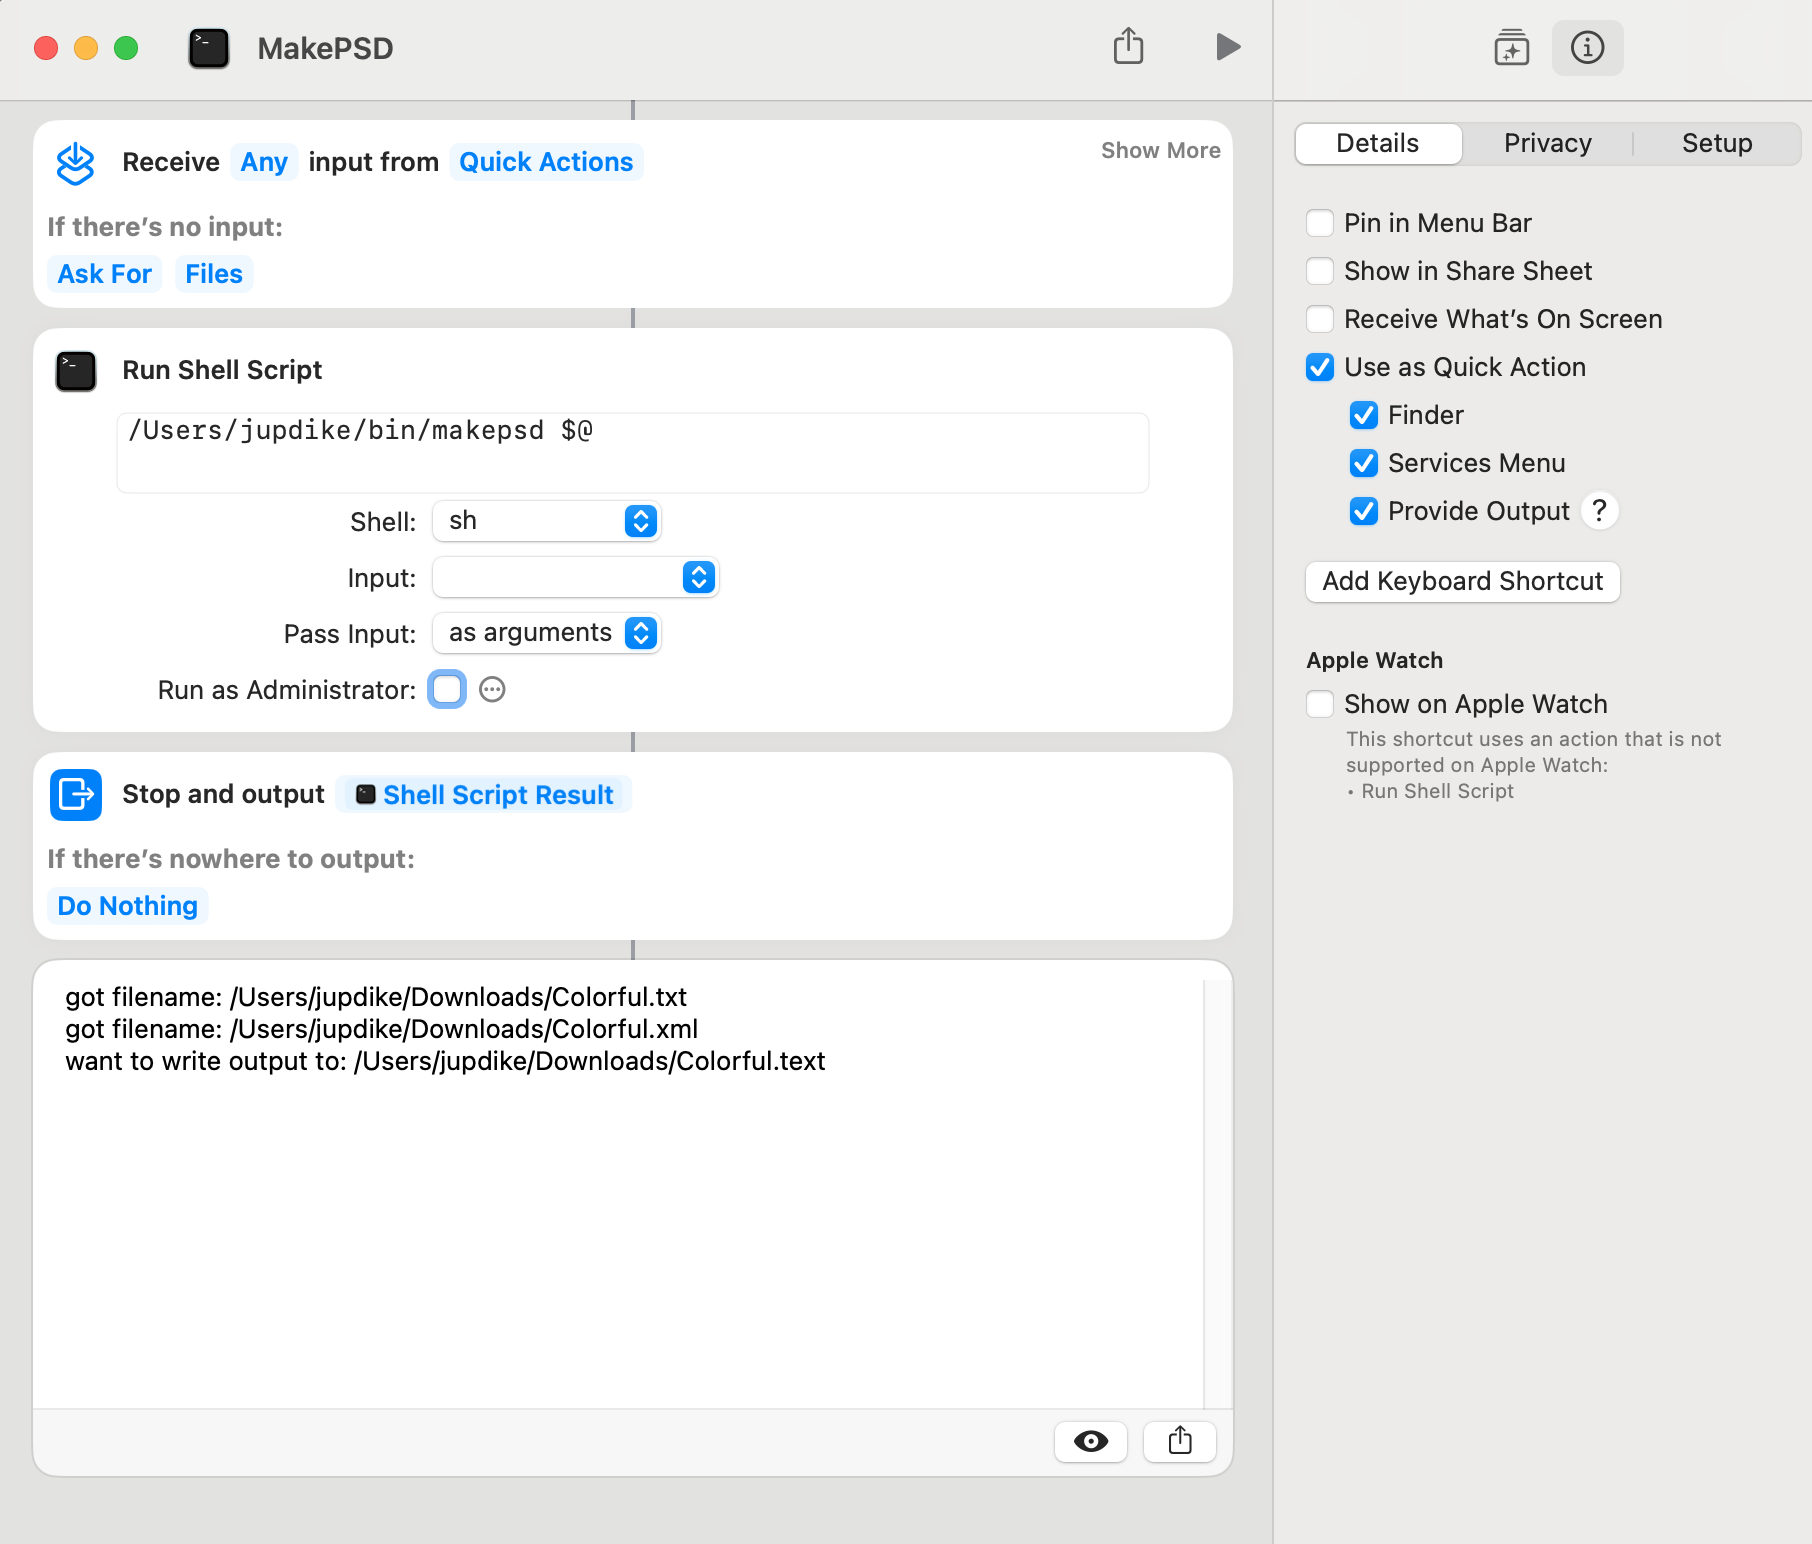 MakePSD
Receive Any input from Quick Actions
Show More
If there's no input:
Ask For Files
Run Shell Script
/Users/jupdike/bin/makepsd $@
Shell: sh
Input:
Pass Input: as arguments
Run as Administrator:
Stop and output Shell Script Result
If there's nowhere to output:
Do Nothing
got filename: /Users/jupdike/Downloads/Colorful.txt
got filename: /Users/jupdike/Downloads/Colorful.xml
want to write output to: /Users/jupdike/Downloads/Colorful.text
Details Privacy Setup
Pin in Menu Bar
Show in Share Sheet
Receive What's On Screen
Use as Quick Action
Finder
Services Menu
Provide Output ?
Add Keyboard Shortcut
Apple Watch
Show on Apple Watch
This shortcut uses an action that is not
supported on Apple Watch:
• Run Shell Script